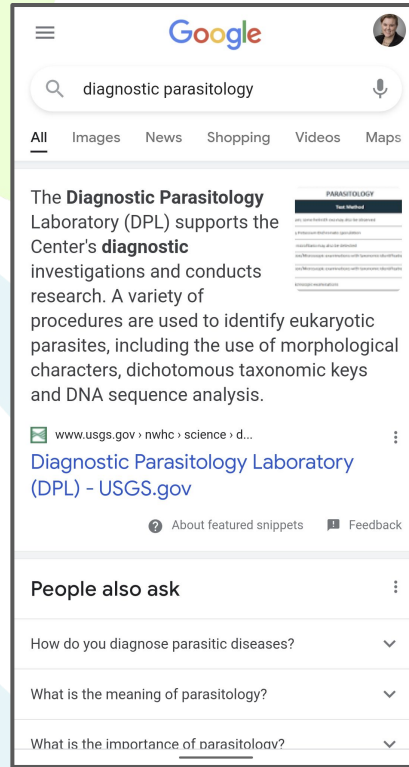 Google
diagnostic parasitology
All Images News Shopping Videos Maps
The Diagnostic Parasitology
Laboratory (DPL) supports the
Center's diagnostic
investigations and conducts
research. A variety of
procedures are used to identify eukaryotic
parasites, including the use of morphological
characters, dichotomous taxonomic keys
and DNA sequence analysis.
PARASITOLOGY
Test Method
www.usgs.gov › nwhc › science › d...
Diagnostic Parasitology Laboratory
(DPL) - USGS.gov
About featured snippets Feedback
People also ask
How do you diagnose parasitic diseases?
What is the meaning of parasitology?
What is the importance of parasitology?